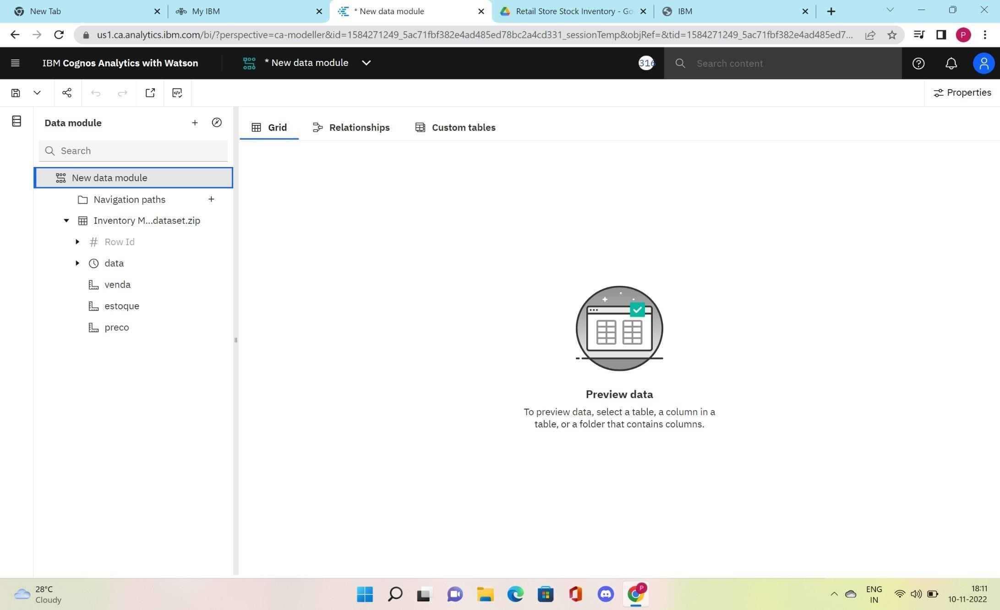 New Tab
My IBM
* New data module
Retail Store Stock Inventory - Go
IBM
us1.ca.analytics.ibm.com/bi/?perspective=ca-modeller&id=1584271249_5ac71fbf382e4ad485ed78bc2a4cd331_sessionTemp&objRef=&tid=1584271249_5ac71fbf382e4ad485ed7...
P
IBM Cognos Analytics with Watson
* New data module
316
Search content
Properties
Data module
Grid
Relationships
Custom tables
Search
New data module
Navigation paths
Inventory M...dataset.zip
# Row Id
data
venda
estoque
preco
Preview data
To preview data, select a table, a column in a
table, or a folder that contains columns.
28°C
Cloudy
P
ENG
IN
18:11
10-11-2022